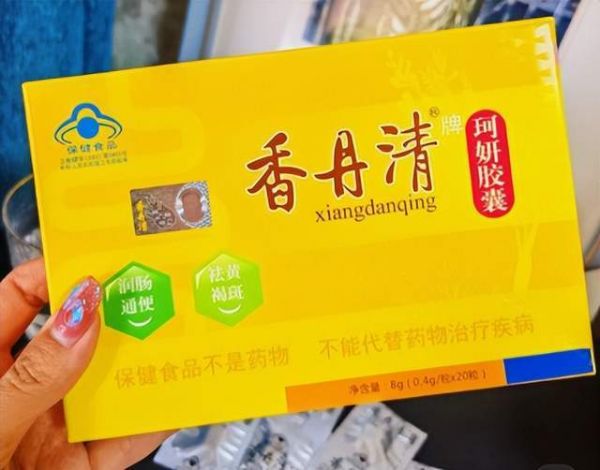 保健食品
香丹清®牌
珂妍胶囊
xiangdanqing
润肠
通便
祛黄
褐斑
保健食品不是药物 不能代替药物治疗疾病
净含量: 8g(0.4g/粒x20粒)